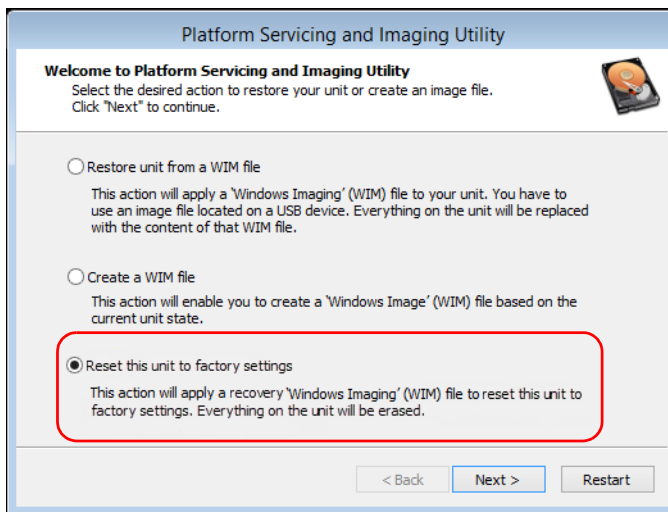 Platform Servicing and Imaging Utility
Welcome to Platform Servicing and Imaging Utility
Select the desired action to restore your unit or create an image file.
Click "Next" to continue.
Restore unit from a WIM file
This action will apply a 'Windows Imaging' (WIM) file to your unit. You have to
use an image file located on a USB device. Everything on the unit will be replaced
with the content of that WIM file.
Create a WIM file
This action will enable you to create a 'Windows Image' (WIM) file based on the
current unit state.
Reset this unit to factory settings
This action will apply a recovery 'Windows Imaging' (WIM) file to reset this unit to
factory settings. Everything on the unit will be erased.
< Back Next > Restart